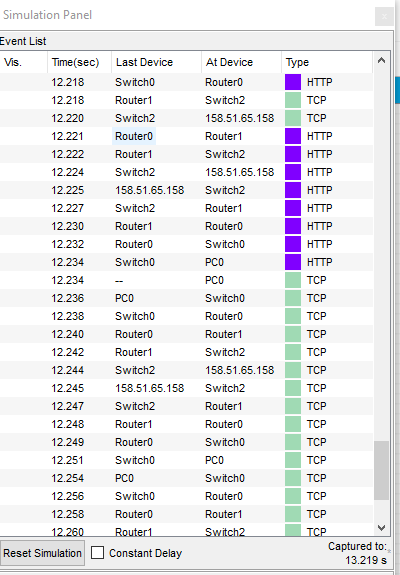 Simulation Panel
Event List
Vis. Time(sec) Last Device At Device Type
12.218 Switch0 Router0 HTTP
12.218 Router1 Switch2 TCP
12.220 Switch2 158.51.65.158 TCP
12.221 Router0 Router1 HTTP
12.222 Router1 Switch2 HTTP
12.224 Switch2 158.51.65.158 HTTP
12.225 158.51.65.158 Switch2 HTTP
12.227 Switch2 Router1 HTTP
12.230 Router1 Router0 HTTP
12.232 Router0 Switch0 HTTP
12.234 Switch0 PC0 HTTP
12.234 -- PC0 TCP
12.236 PC0 Switch0 TCP
12.238 Switch0 Router0 TCP
12.240 Router0 Router1 TCP
12.242 Router1 Switch2 TCP
12.244 Switch2 158.51.65.158 TCP
12.245 158.51.65.158 Switch2 TCP
12.247 Switch2 Router1 TCP
12.248 Router1 Router0 TCP
12.249 Router0 Switch0 TCP
12.251 Switch0 PC0 TCP
12.254 PC0 Switch0 TCP
12.256 Switch0 Router0 TCP
12.258 Router0 Router1 TCP
12.260 Router1 Switch2 TCP
Reset Simulation Constant Delay Captured to:
13.219 s